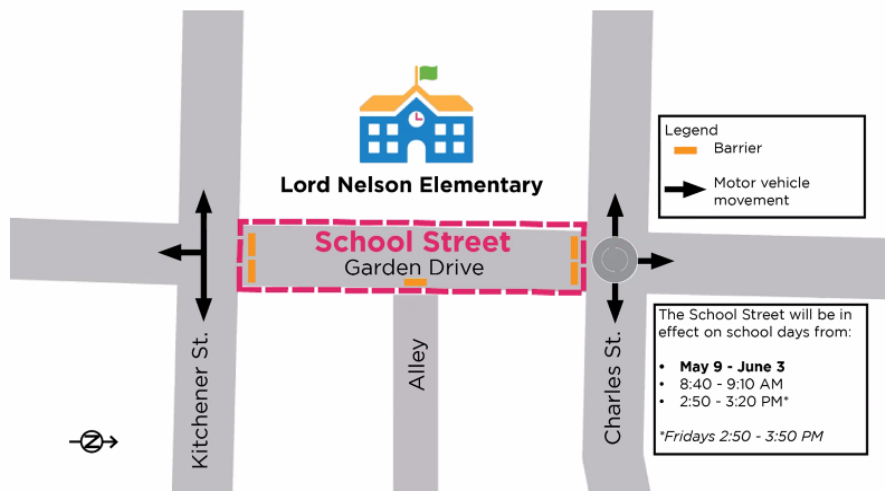 Lord Nelson Elementary
School Street
Garden Drive
Kitchener St.
Alley
Charles St.
Legend
Barrier
Motor vehicle
movement
The School Street will be in
effect on school days from:
• May 9 - June 3
• 8:40 - 9:10 AM
• 2:50 - 3:20 PM*
*Fridays 2:50 - 3:50 PM
N